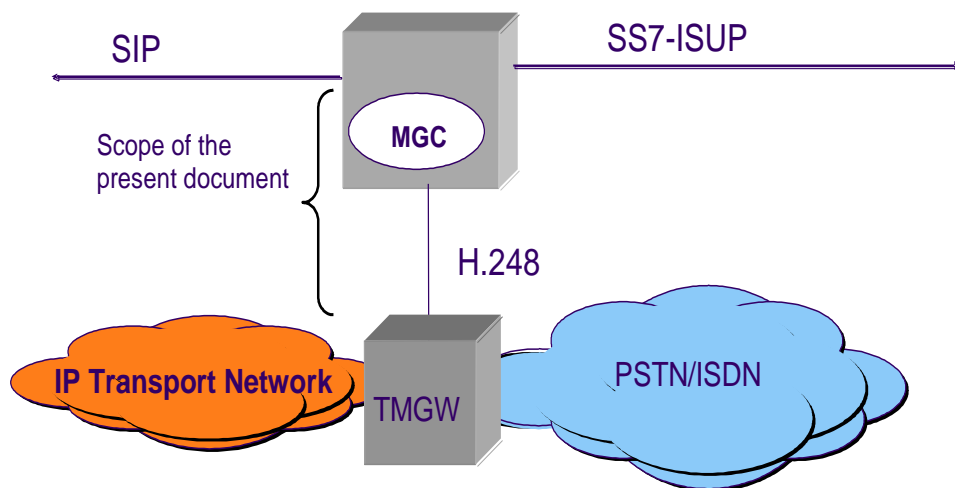 SIP
SS7-ISUP
MGC
Scope of the
present document
H.248
IP Transport Network
TMGW
PSTN/ISDN